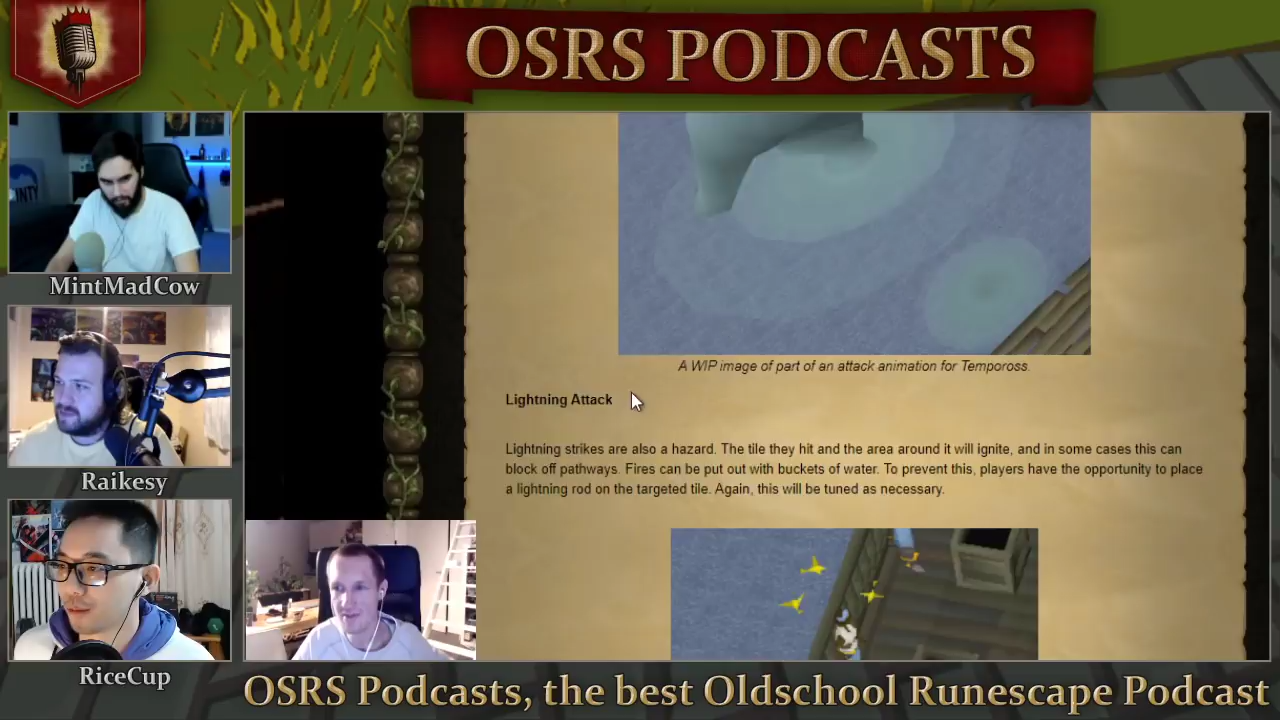 OSRS PODCASTS
MintMadCow
Raikesy
RiceCup
A WIP image of part of an attack animation for Tempoross.
Lightning Attack
Lightning strikes are also a hazard. The tile they hit and the area around it will ignite, and in some cases this can
block off pathways. Fires can be put out with buckets of water. To prevent this, players have the opportunity to place
a lightning rod on the targeted tile. Again, this will be tuned as necessary.
OSRS Podcasts, the best Oldschool Runescape Podcast